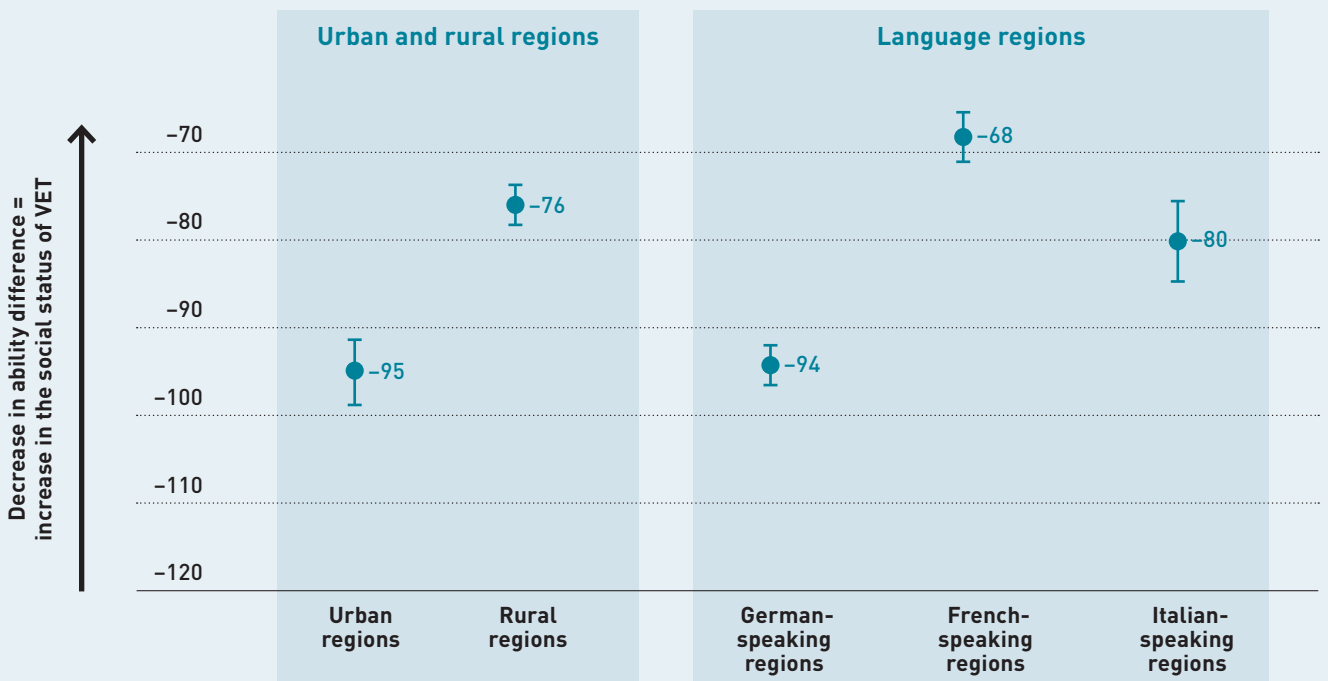 Urban and rural regions
Language regions
Decrease in ability difference =
increase in the social status of VET
–70
–80
–90
–100
–110
–120
–95
–76
–94
–68
–80
Urban
regions
Rural
regions
German-
speaking
regions
French-
speaking
regions
Italian-
speaking
regions